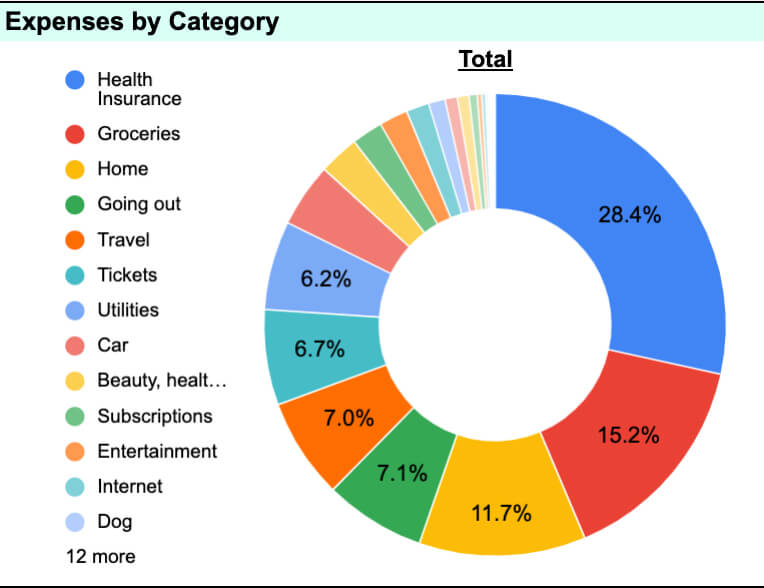 Expenses by Category
Total
Health
Insurance
Groceries
Home
Going out
Travel
Tickets
Utilities
Car
Beauty, healt…
Subscriptions
Entertainment
Internet
Dog
12 more
28.4%
15.2%
11.7%
7.1%
7.0%
6.7%
6.2%